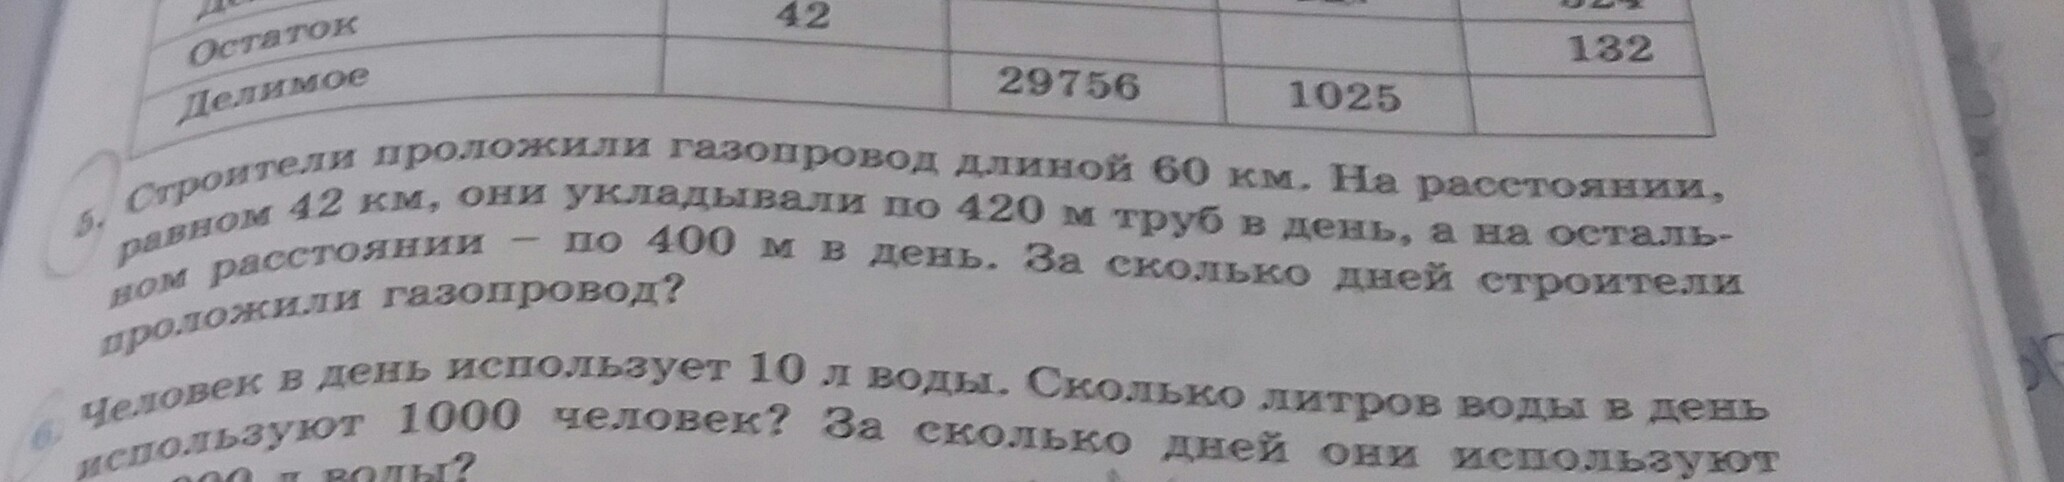 Остаток 42 132
Делимое 29756 1025
5. Строители проложили газопровод длиной 60 км. На расстоянии,
равном 42 км, они укладывали по 420 м труб в день, а на осталь-
ном расстоянии – по 400 м в день. За сколько дней строители
проложили газопровод?
6. Человек в день использует 10 л воды. Сколько литров воды в день
используют 1000 человек? За сколько дней они используют
л воды?